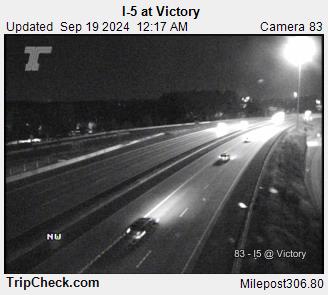 I-5 at Victory
Updated Sep 19 2024 12:17 AM Camera 83
T
NW
83 - I5 @ Victory
TripCheck.com Milepost306.80